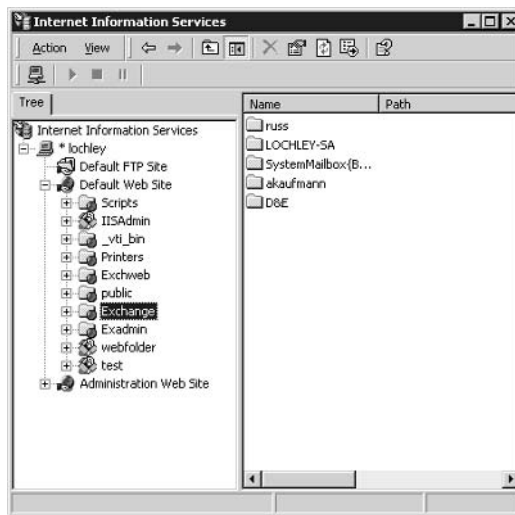 Internet Information Services
Action View
Tree
Name Path
Internet Information Services
* lochley
Default FTP Site
Default Web Site
Scripts
IISAdmin
_vti_bin
Printers
Exchweb
public
Exchange
Exadmin
webfolder
test
Administration Web Site
russ
LOCHLEY-SA
SystemMailbox{B...
akaufmann
D&E